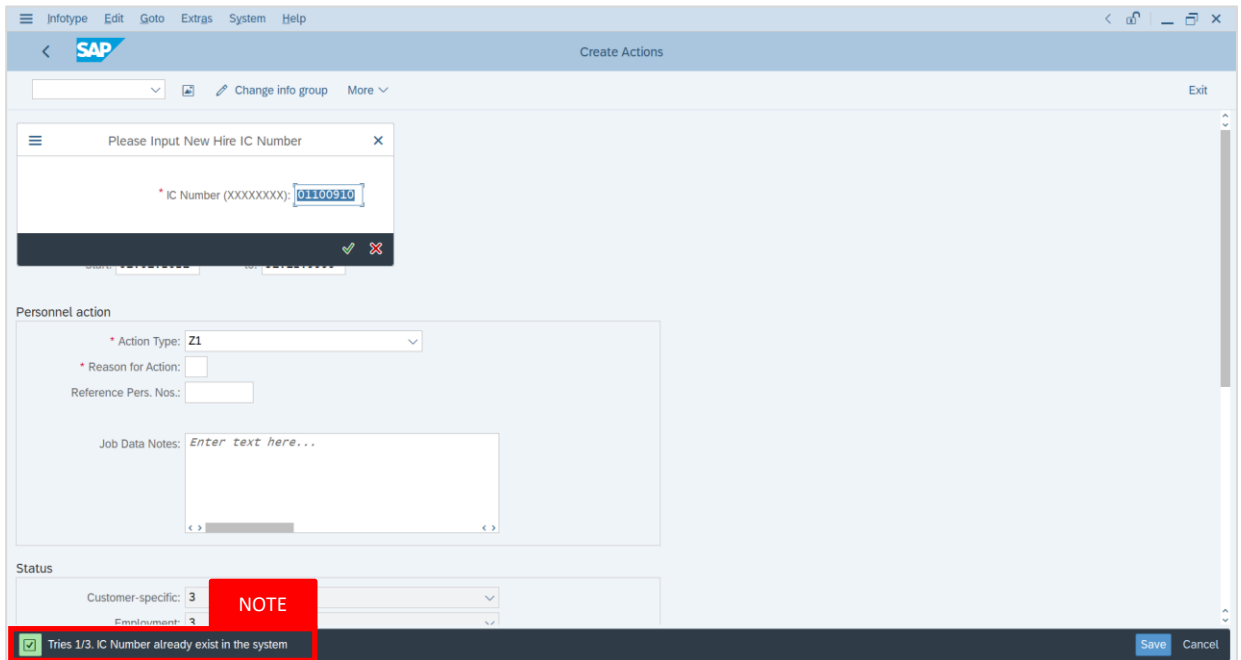 Infotype Edit Goto Extras System Help
SAP
Create Actions
Change info group More Exit
Please Input New Hire IC Number
* IC Number (XXXXXXXX): 01100910
Personnel action
* Action Type: Z1
* Reason for Action:
Reference Pers. Nos.:
Job Data Notes: Enter text here...
Status
Customer-specific: 3
NOTE
Employment: 3
Tries 1/3. IC Number already exist in the system
Save Cancel